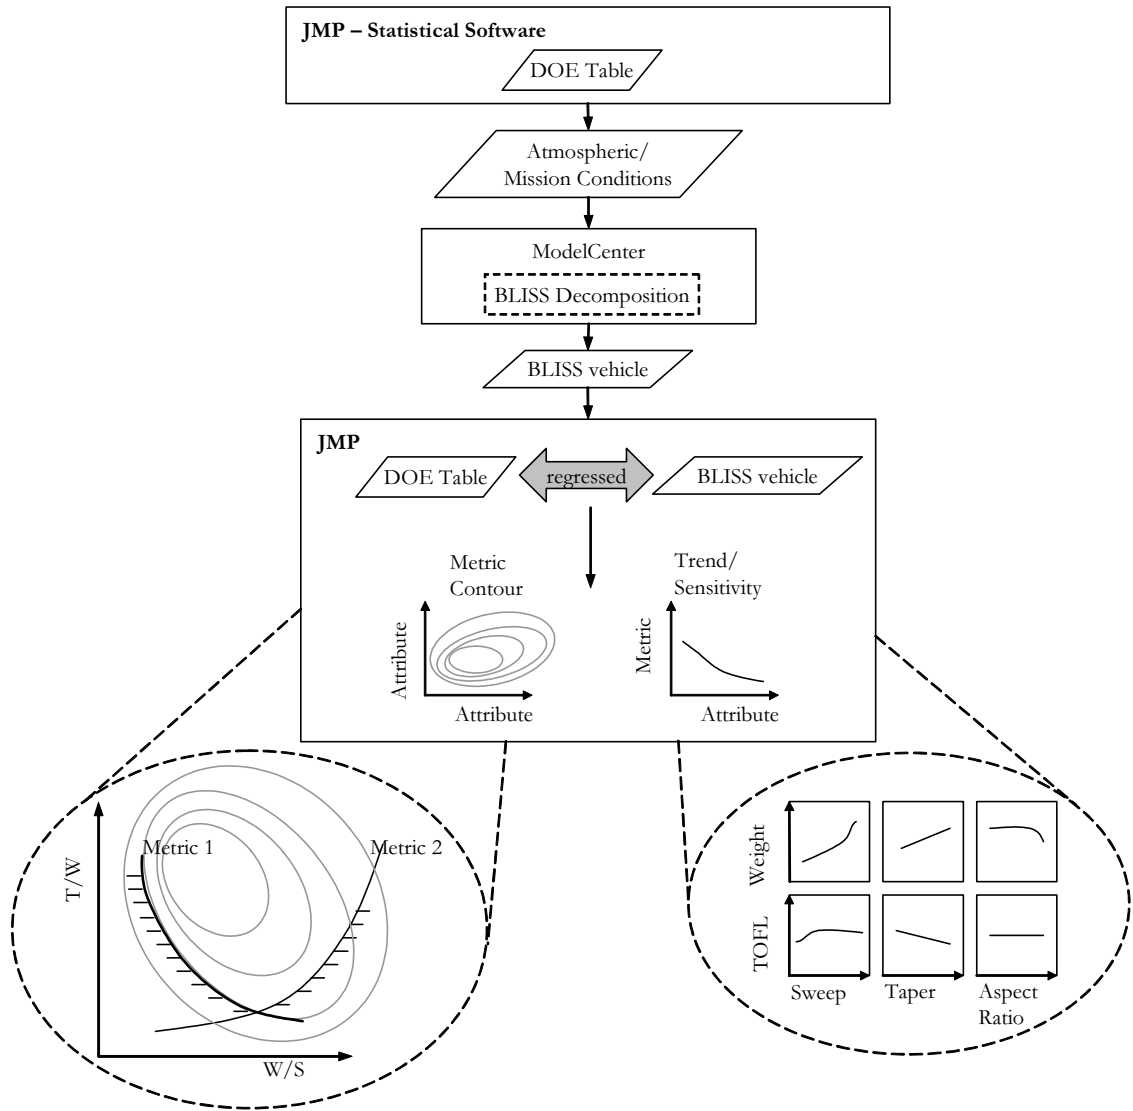 JMP – Statistical Software
DOE Table
Atmospheric/
Mission Conditions
ModelCenter
BLISS Decomposition
BLISS vehicle
JMP
DOE Table
regressed
BLISS vehicle
Metric
Contour
Attribute
Attribute
Trend/
Sensitivity
Metric
Attribute
Metric 1
Metric 2
T/W
W/S
Weight
TOFL
Sweep
Taper
Aspect
Ratio